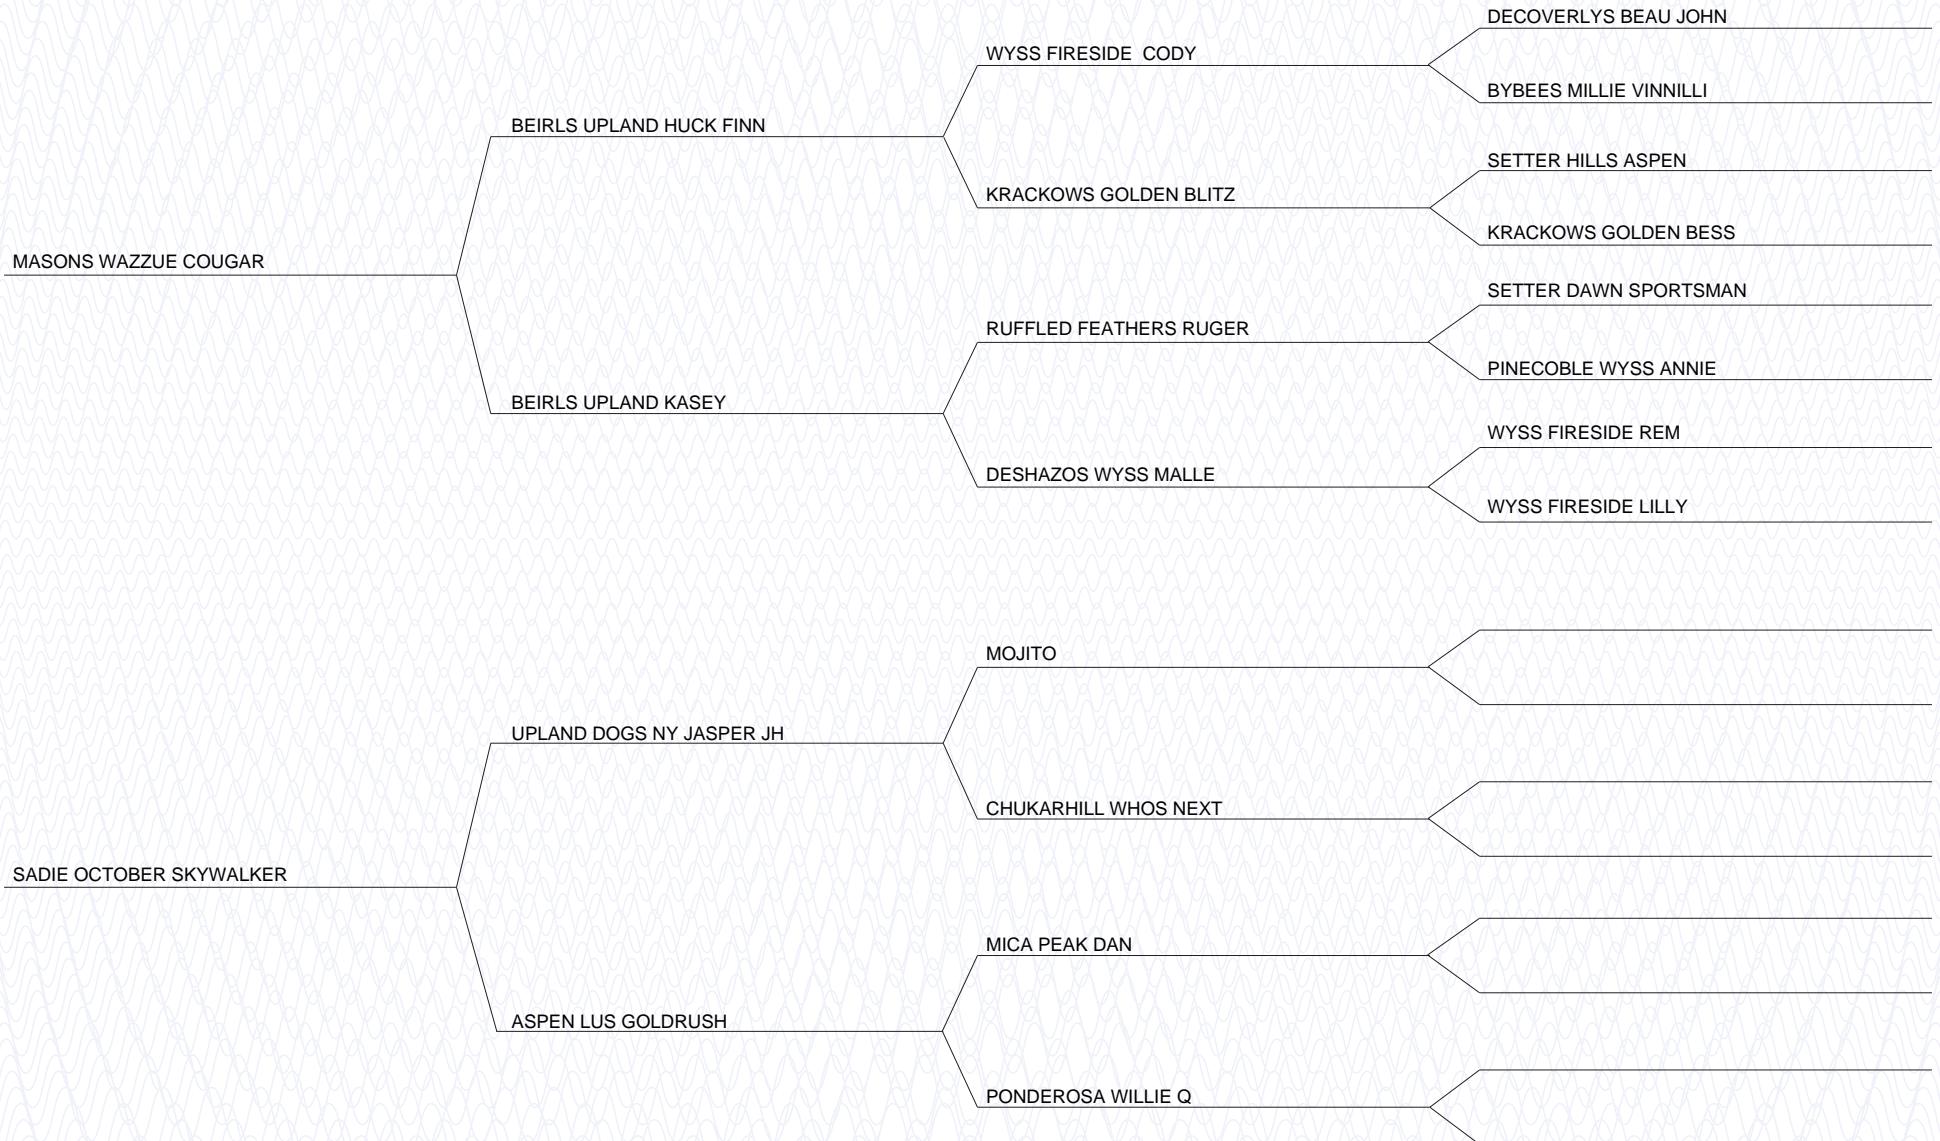 DECOVERLYS BEAU JOHN
WYSS FIRESIDE  CODY
BYBEES MILLIE VINNILLI
BEIRLS UPLAND HUCK FINN
SETTER HILLS ASPEN
KRACKOWS GOLDEN BLITZ
KRACKOWS GOLDEN BESS
MASONS WAZZUE COUGAR
SETTER DAWN SPORTSMAN
RUFFLED FEATHERS RUGER
PINECOBLE WYSS ANNIE
BEIRLS UPLAND KASEY
WYSS FIRESIDE REM
DESHAZOS WYSS MALLE
WYSS FIRESIDE LILLY
MOJITO
UPLAND DOGS NY JASPER JH
CHUKARHILL WHOS NEXT
SADIE OCTOBER SKYWALKER
MICA PEAK DAN
ASPEN LUS GOLDRUSH
PONDEROSA WILLIE Q